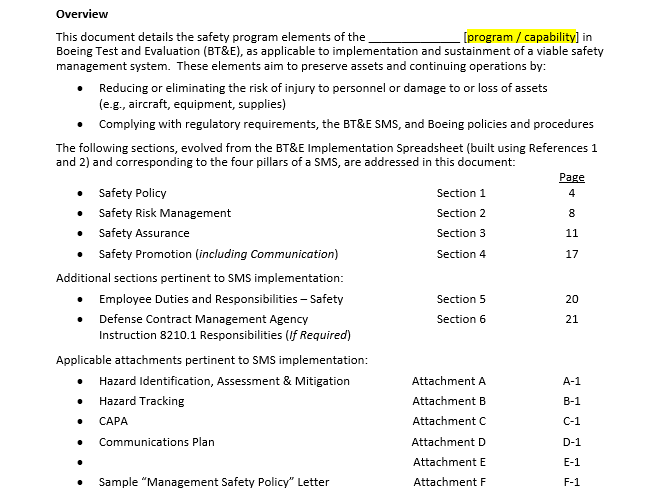 Overview
This document details the safety program elements of the ______________ [program / capability] in
Boeing Test and Evaluation (BT&E), as applicable to implementation and sustainment of a viable safety
management system. These elements aim to preserve assets and continuing operations by:
• Reducing or eliminating the risk of injury to personnel or damage to or loss of assets
(e.g., aircraft, equipment, supplies)
• Complying with regulatory requirements, the BT&E SMS, and Boeing policies and procedures
The following sections, evolved from the BT&E Implementation Spreadsheet (built using References 1
and 2) and corresponding to the four pillars of a SMS, are addressed in this document:
Page
• Safety Policy Section 1 4
• Safety Risk Management Section 2 8
• Safety Assurance Section 3 11
• Safety Promotion (including Communication) Section 4 17
Additional sections pertinent to SMS implementation:
• Employee Duties and Responsibilities – Safety Section 5 20
• Defense Contract Management Agency Section 6 21
Instruction 8210.1 Responsibilities (If Required)
Applicable attachments pertinent to SMS implementation:
• Hazard Identification, Assessment & Mitigation Attachment A A-1
• Hazard Tracking Attachment B B-1
• CAPA Attachment C C-1
• Communications Plan Attachment D D-1
• Attachment E E-1
• Sample “Management Safety Policy” Letter Attachment F F-1